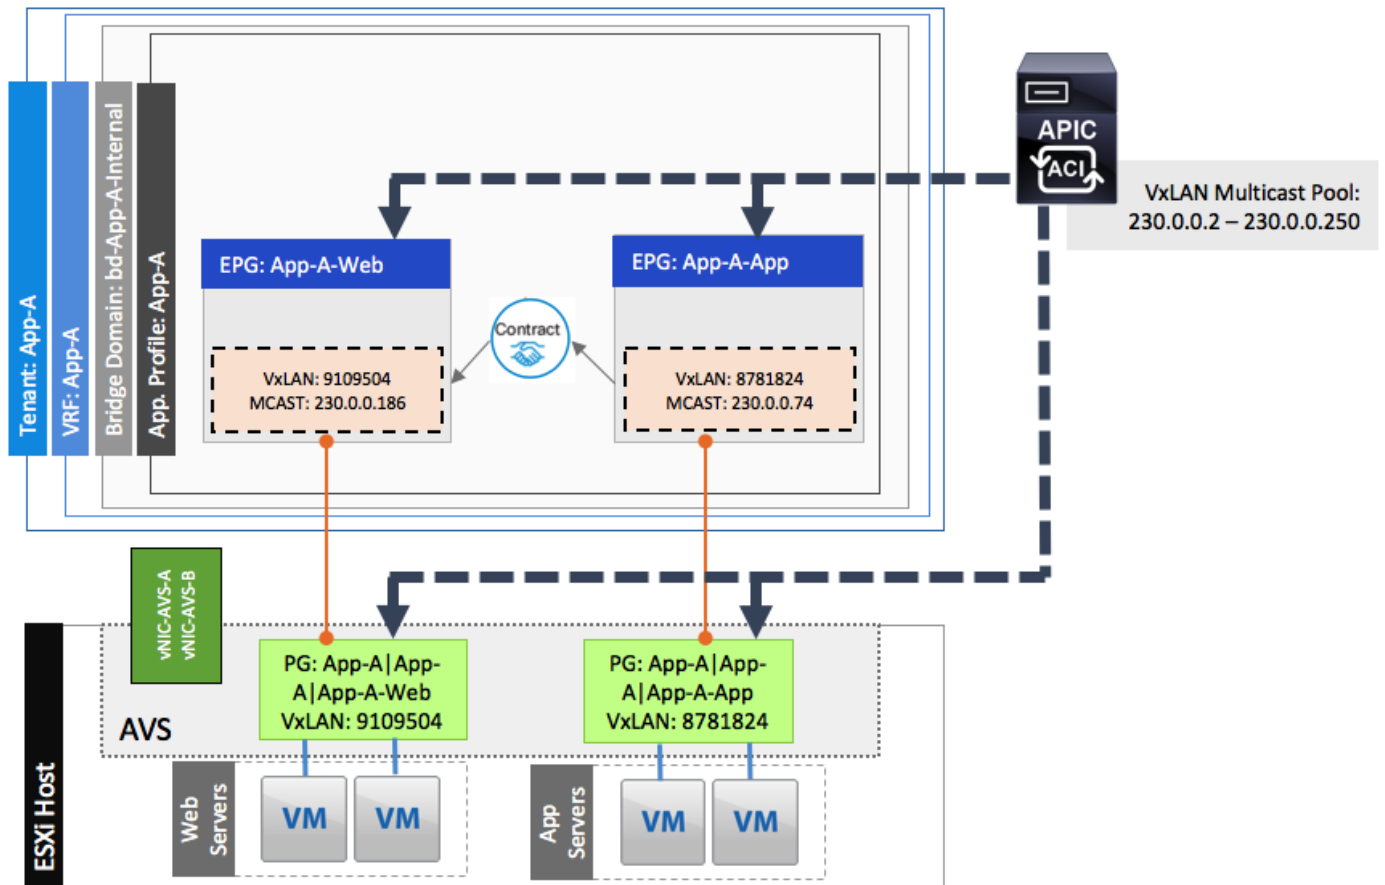 APIC
ACI
VxLAN Multicast Pool:
230.0.0.2 – 230.0.0.250
Tenant: App-A
VRF: App-A
Bridge Domain: bd-App-A-Internal
App. Profile: App-A
EPG: App-A-Web
EPG: App-A-App
Contract
VxLAN: 9109504
MCAST: 230.0.0.186
VxLAN: 8781824
MCAST: 230.0.0.74
vNIC-AVS-A
vNIC-AVS-B
PG: App-A|App-
A|App-A-Web
VxLAN: 9109504
PG: App-A|App-
A|App-A-App
VxLAN: 8781824
AVS
ESXi Host
Web
Servers
VM
VM
App
Servers
VM
VM